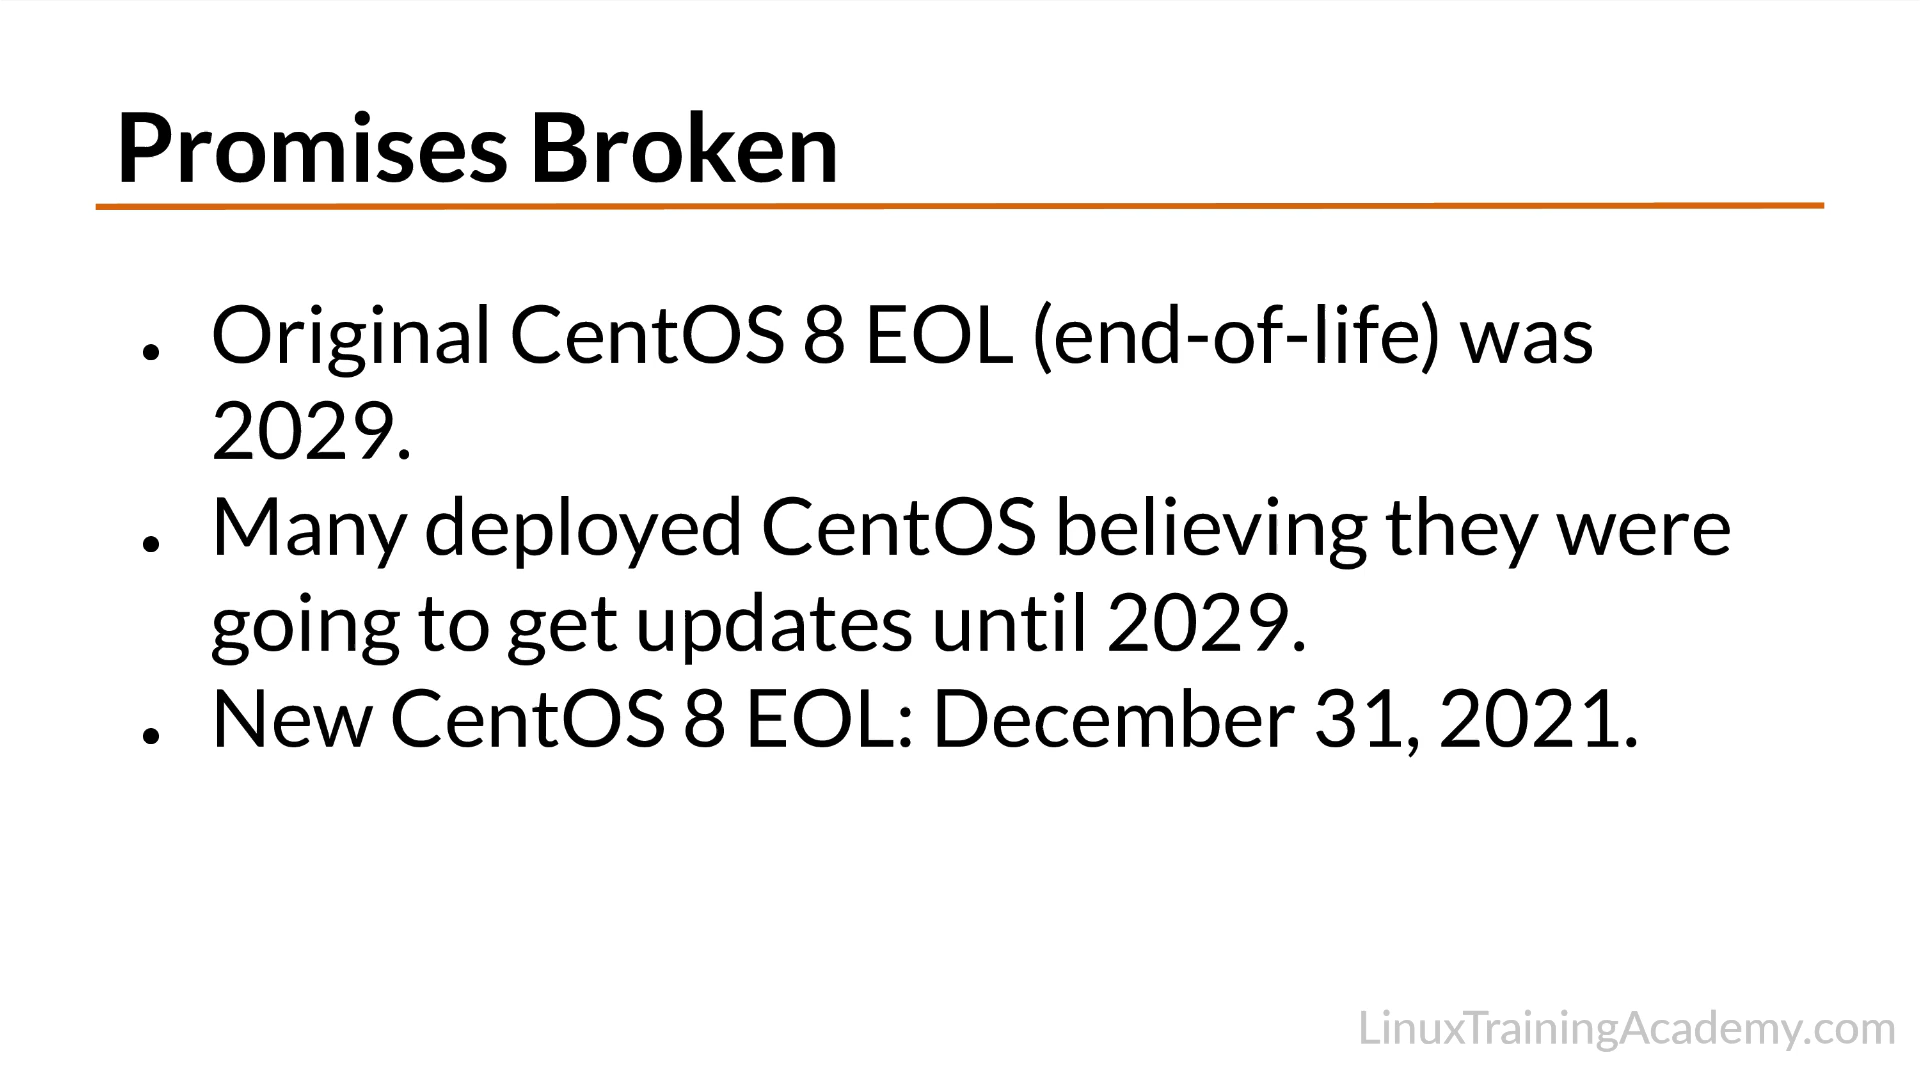 Promises Broken
• Original CentOS 8 EOL (end-of-life) was
2029.
• Many deployed CentOS believing they were
going to get updates until 2029.
• New CentOS 8 EOL: December 31, 2021.
LinuxTrainingAcademy.com